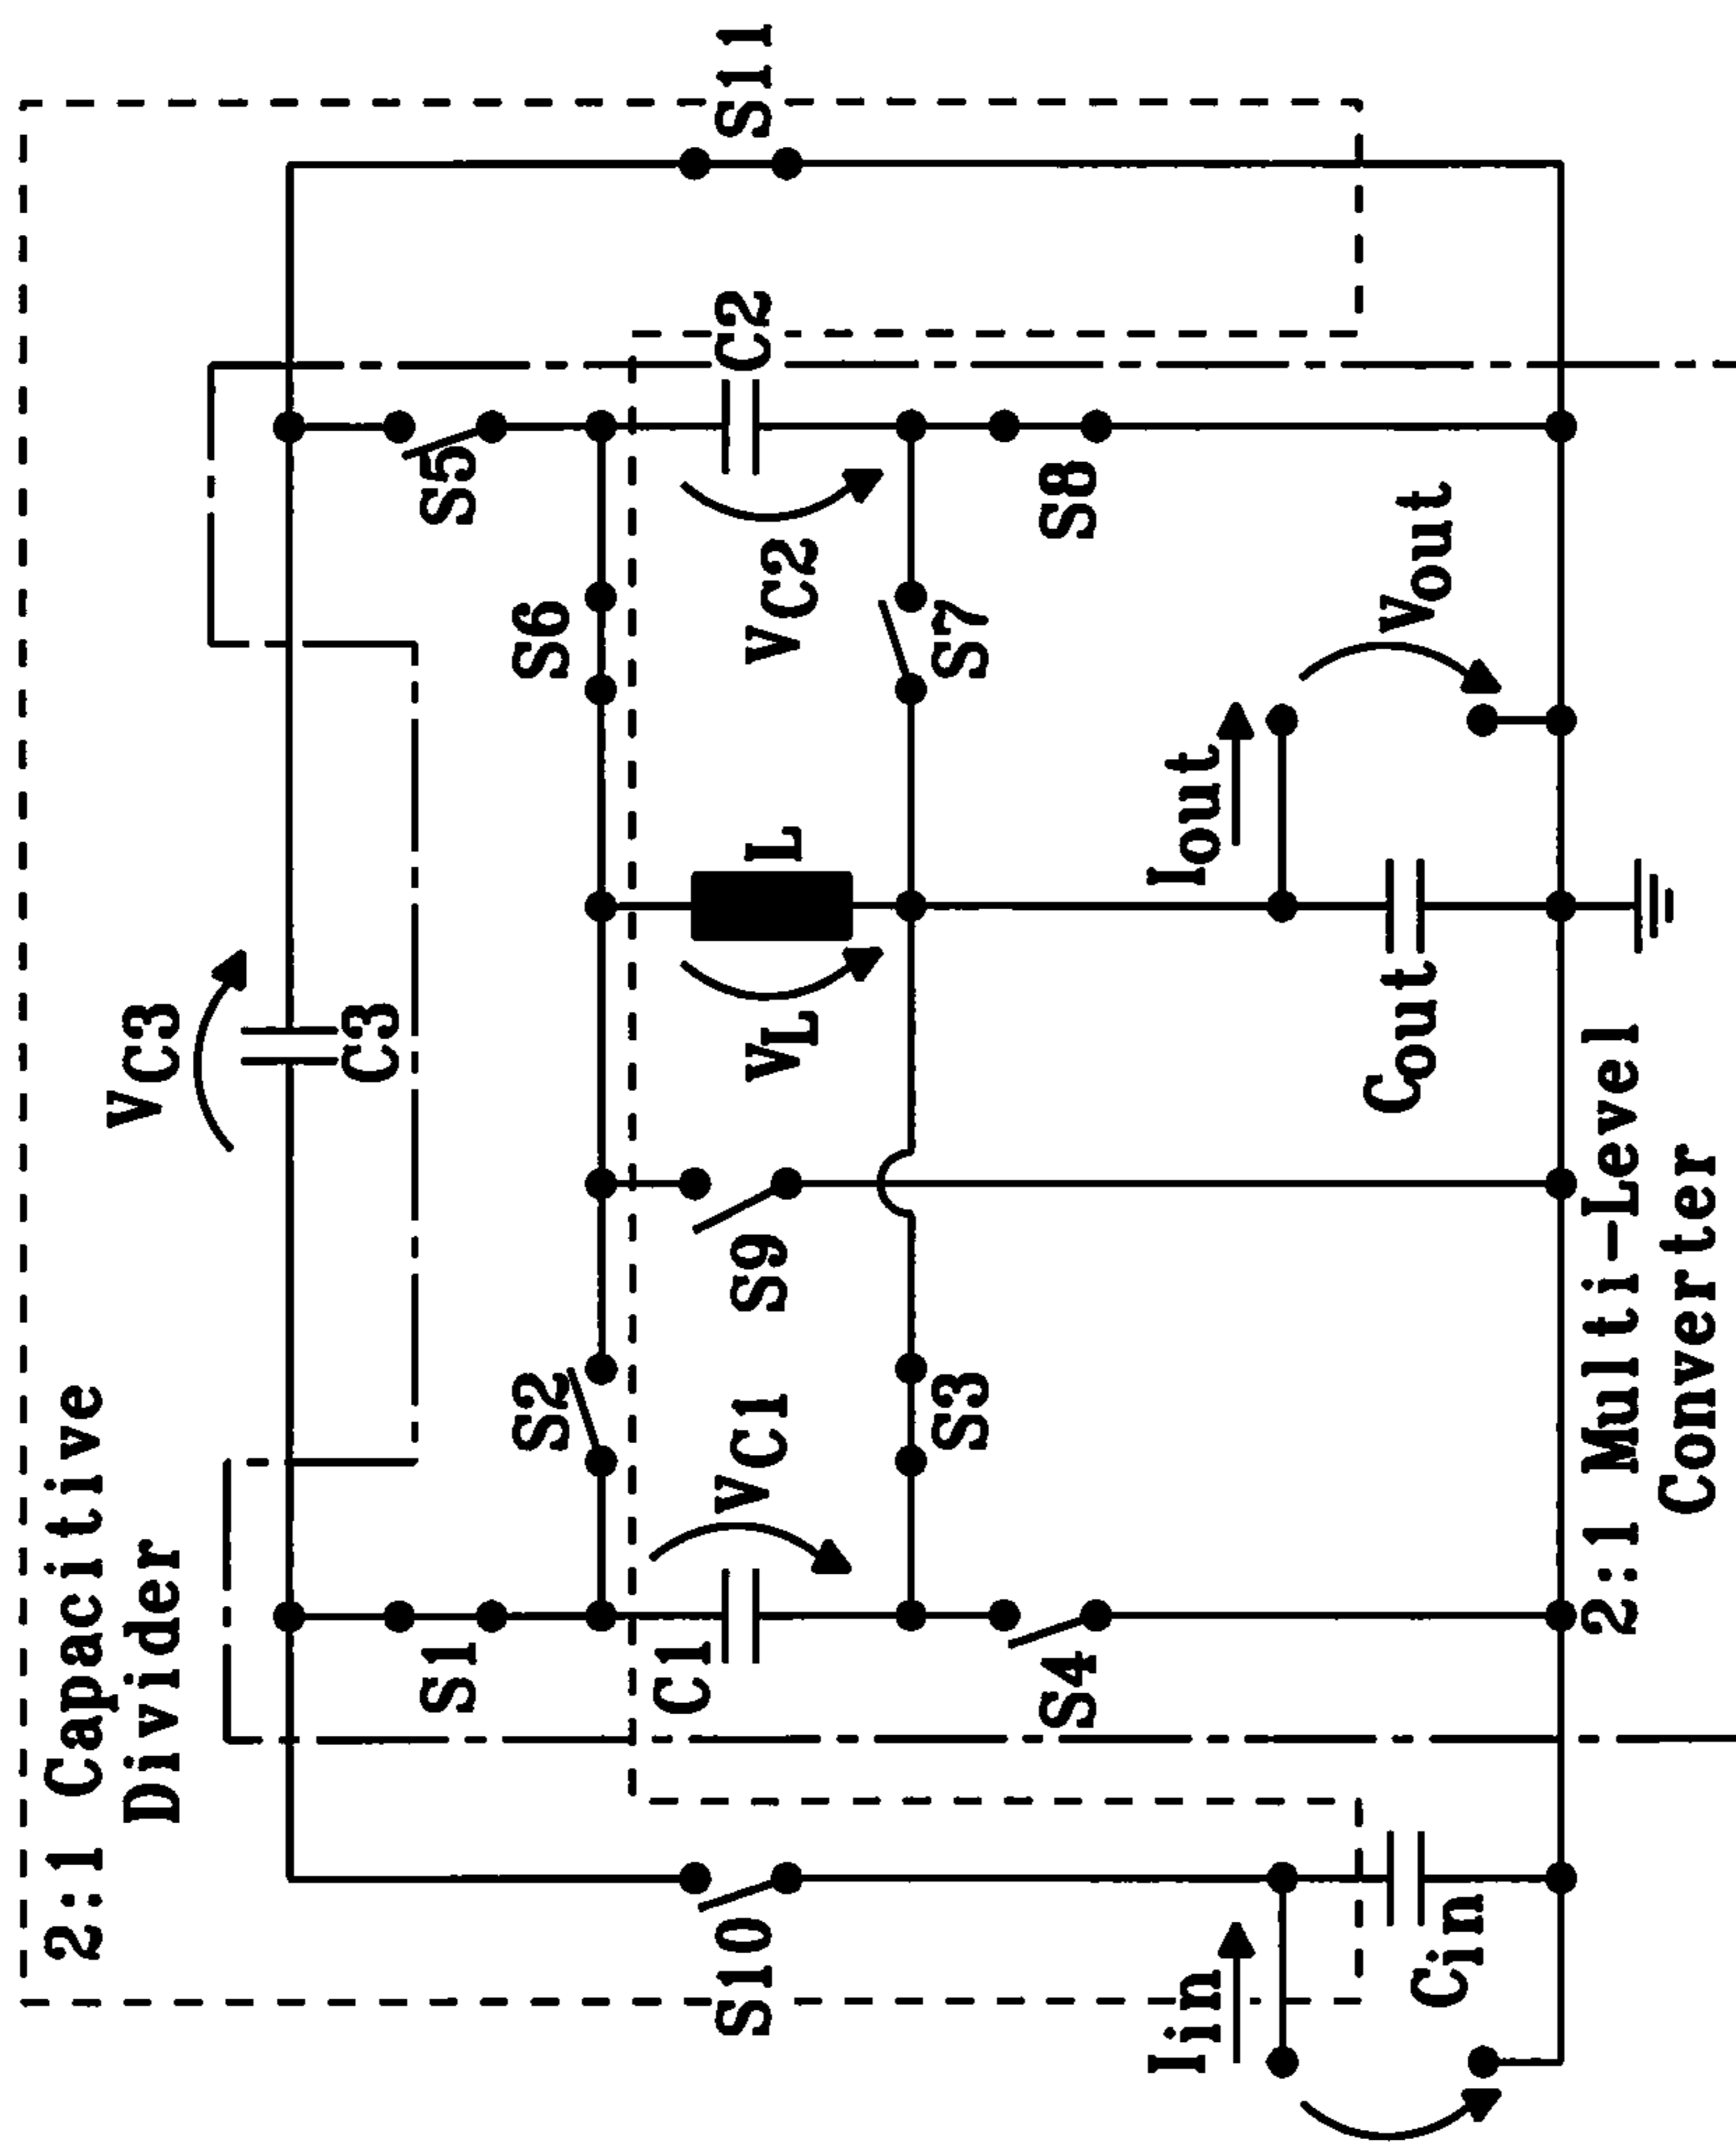 2:1 Capacitive
Divider
VC3
C3
S1
S5
S2
S6
C1
VC1
S9
VL
L
VC2
C2
S10
S11
S3
S7
S4
S8
Iin
Iout
Cin
Cout
Vout
2:1 Multi-Level
Converter